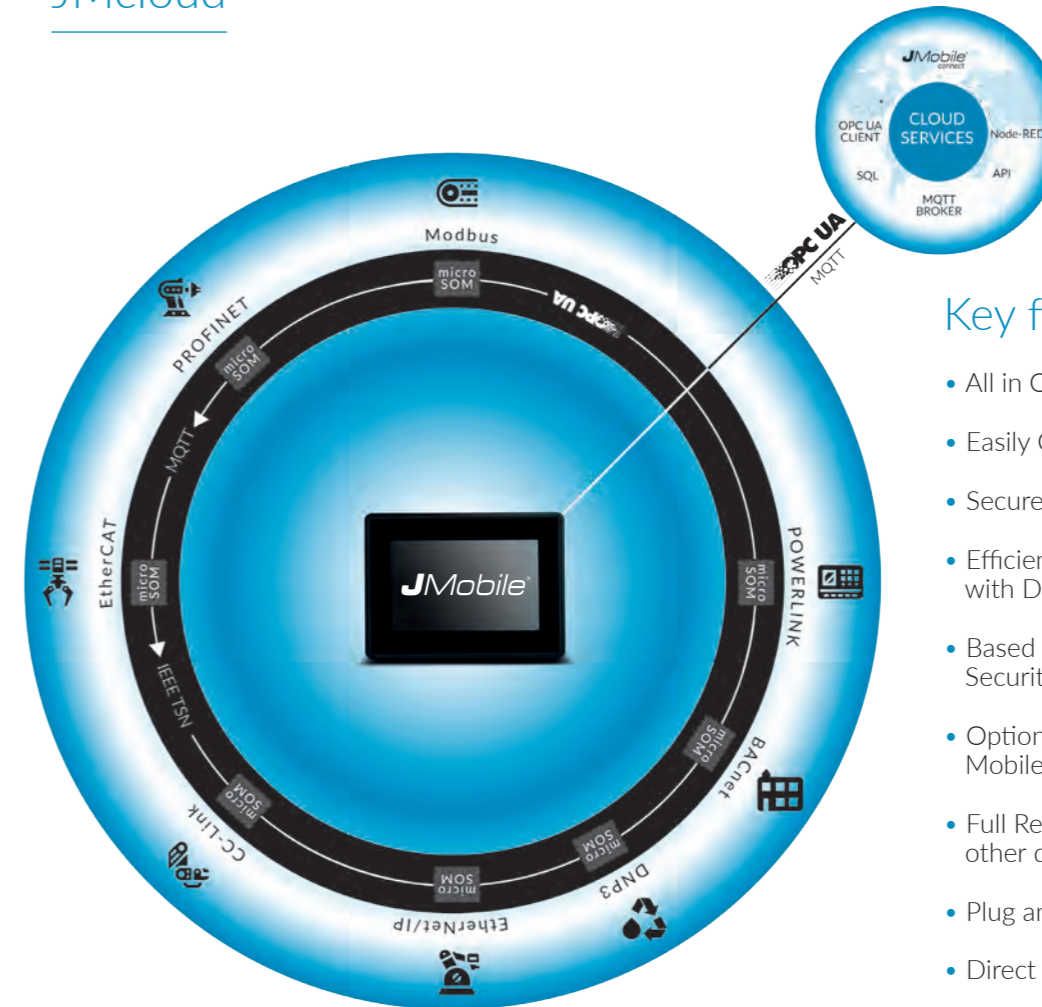 JMcloud
JMobile
connect
OPC UA
CLIENT
CLOUD
SERVICES
Node-RED
SQL
API
MQTT
BROKER
OPC UA
MQTT
Modbus
micro
SOM
OPC UA
PROFINET
micro
SOM
MQTT
EtherCAT
micro
SOM
IEEE TSN
JMobile
POWERLINK
micro
SOM
BACnet
micro
SOM
DNP3
micro
SOM
EtherNet/IP
micro
SOM
CC-Link
micro
SOM
Key f
• All in
• Easily
• Secure
• Efficien
with D
• Based
Securit
• Option
Mobile
• Full Re
other
• Plug an
• Direct